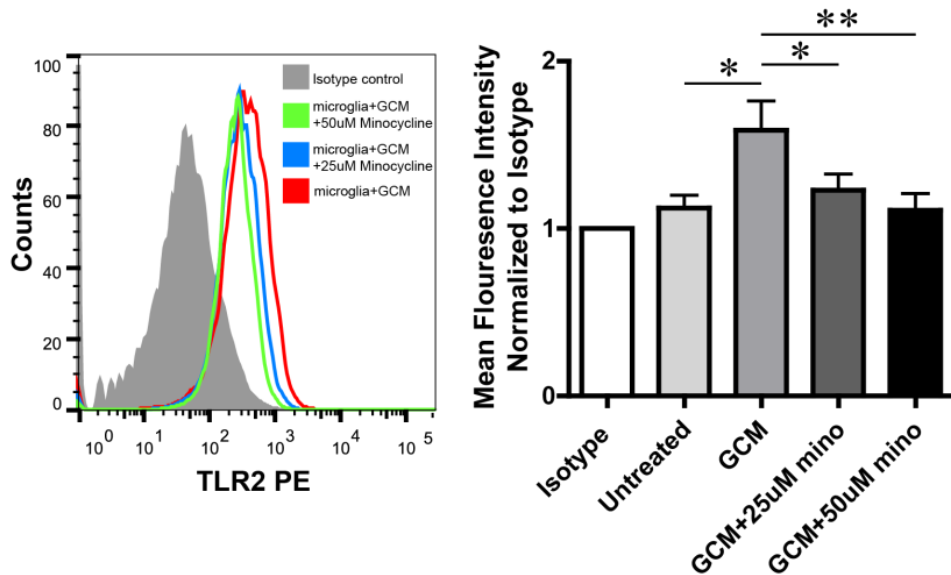 100
80
60
40
20
0
Counts
10^0 10^1 10^2 10^3 10^4 10^5
TLR2 PE
Isotype control
microglia+GCM
+50uM Minocycline
microglia+GCM
+25uM Minocycline
microglia+GCM
Mean Flouresence Intensity
Normalized to Isotype
2
1
0
*
*
**
Isotype
Untreated
GCM
GCM+25uM mino
GCM+50uM mino